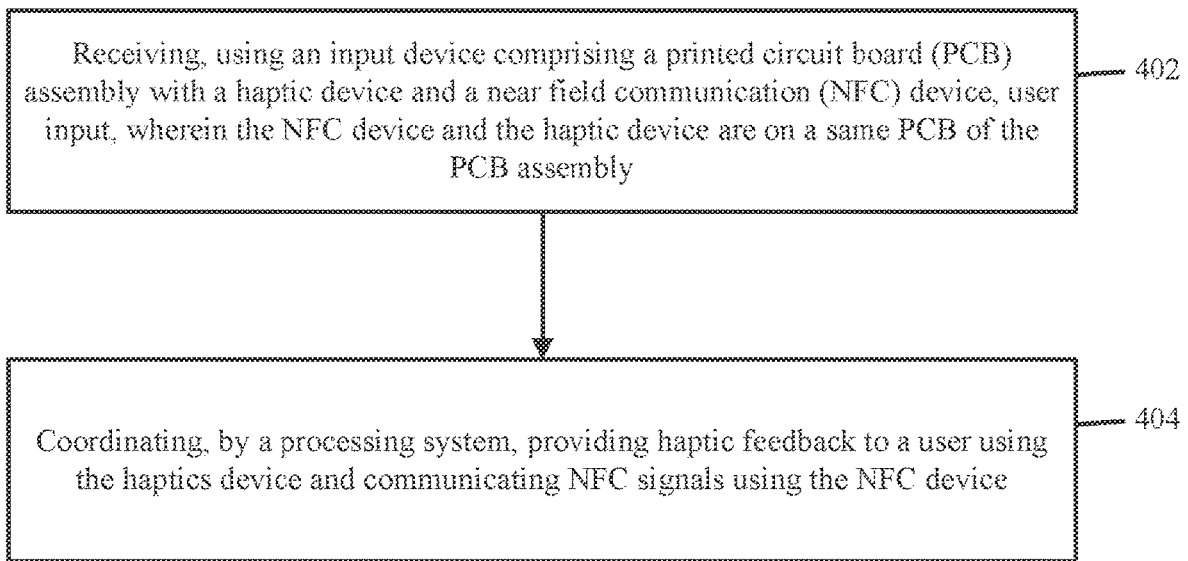 Receiving, using an input device comprising a printed circuit board (PCB)
assembly with a haptic device and a near field communication (NFC) device, user
input, wherein the NFC device and the haptic device are on a same PCB of the
PCB assembly
402
Coordinating, by a processing system, providing haptic feedback to a user using
the haptics device and communicating NFC signals using the NFC device
404